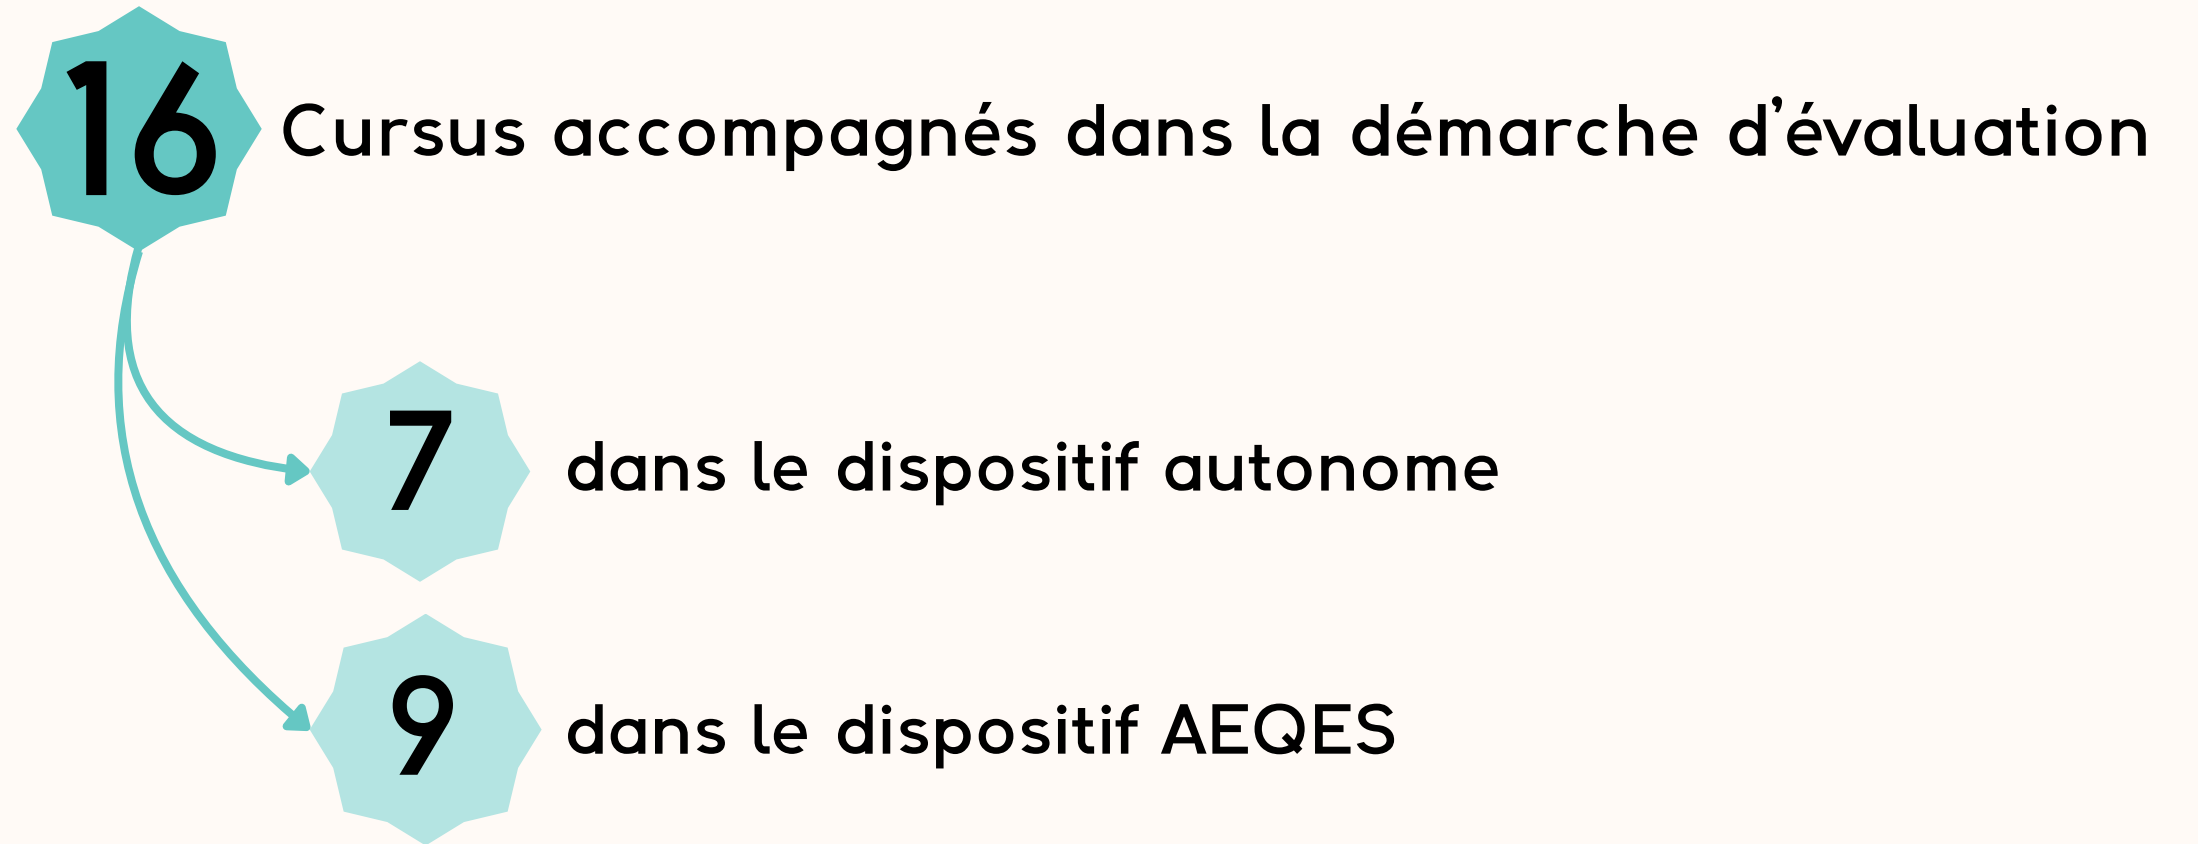 16 Cursus accompagnés dans la démarche d'évaluation
7 dans le dispositif autonome
9 dans le dispositif AEQES